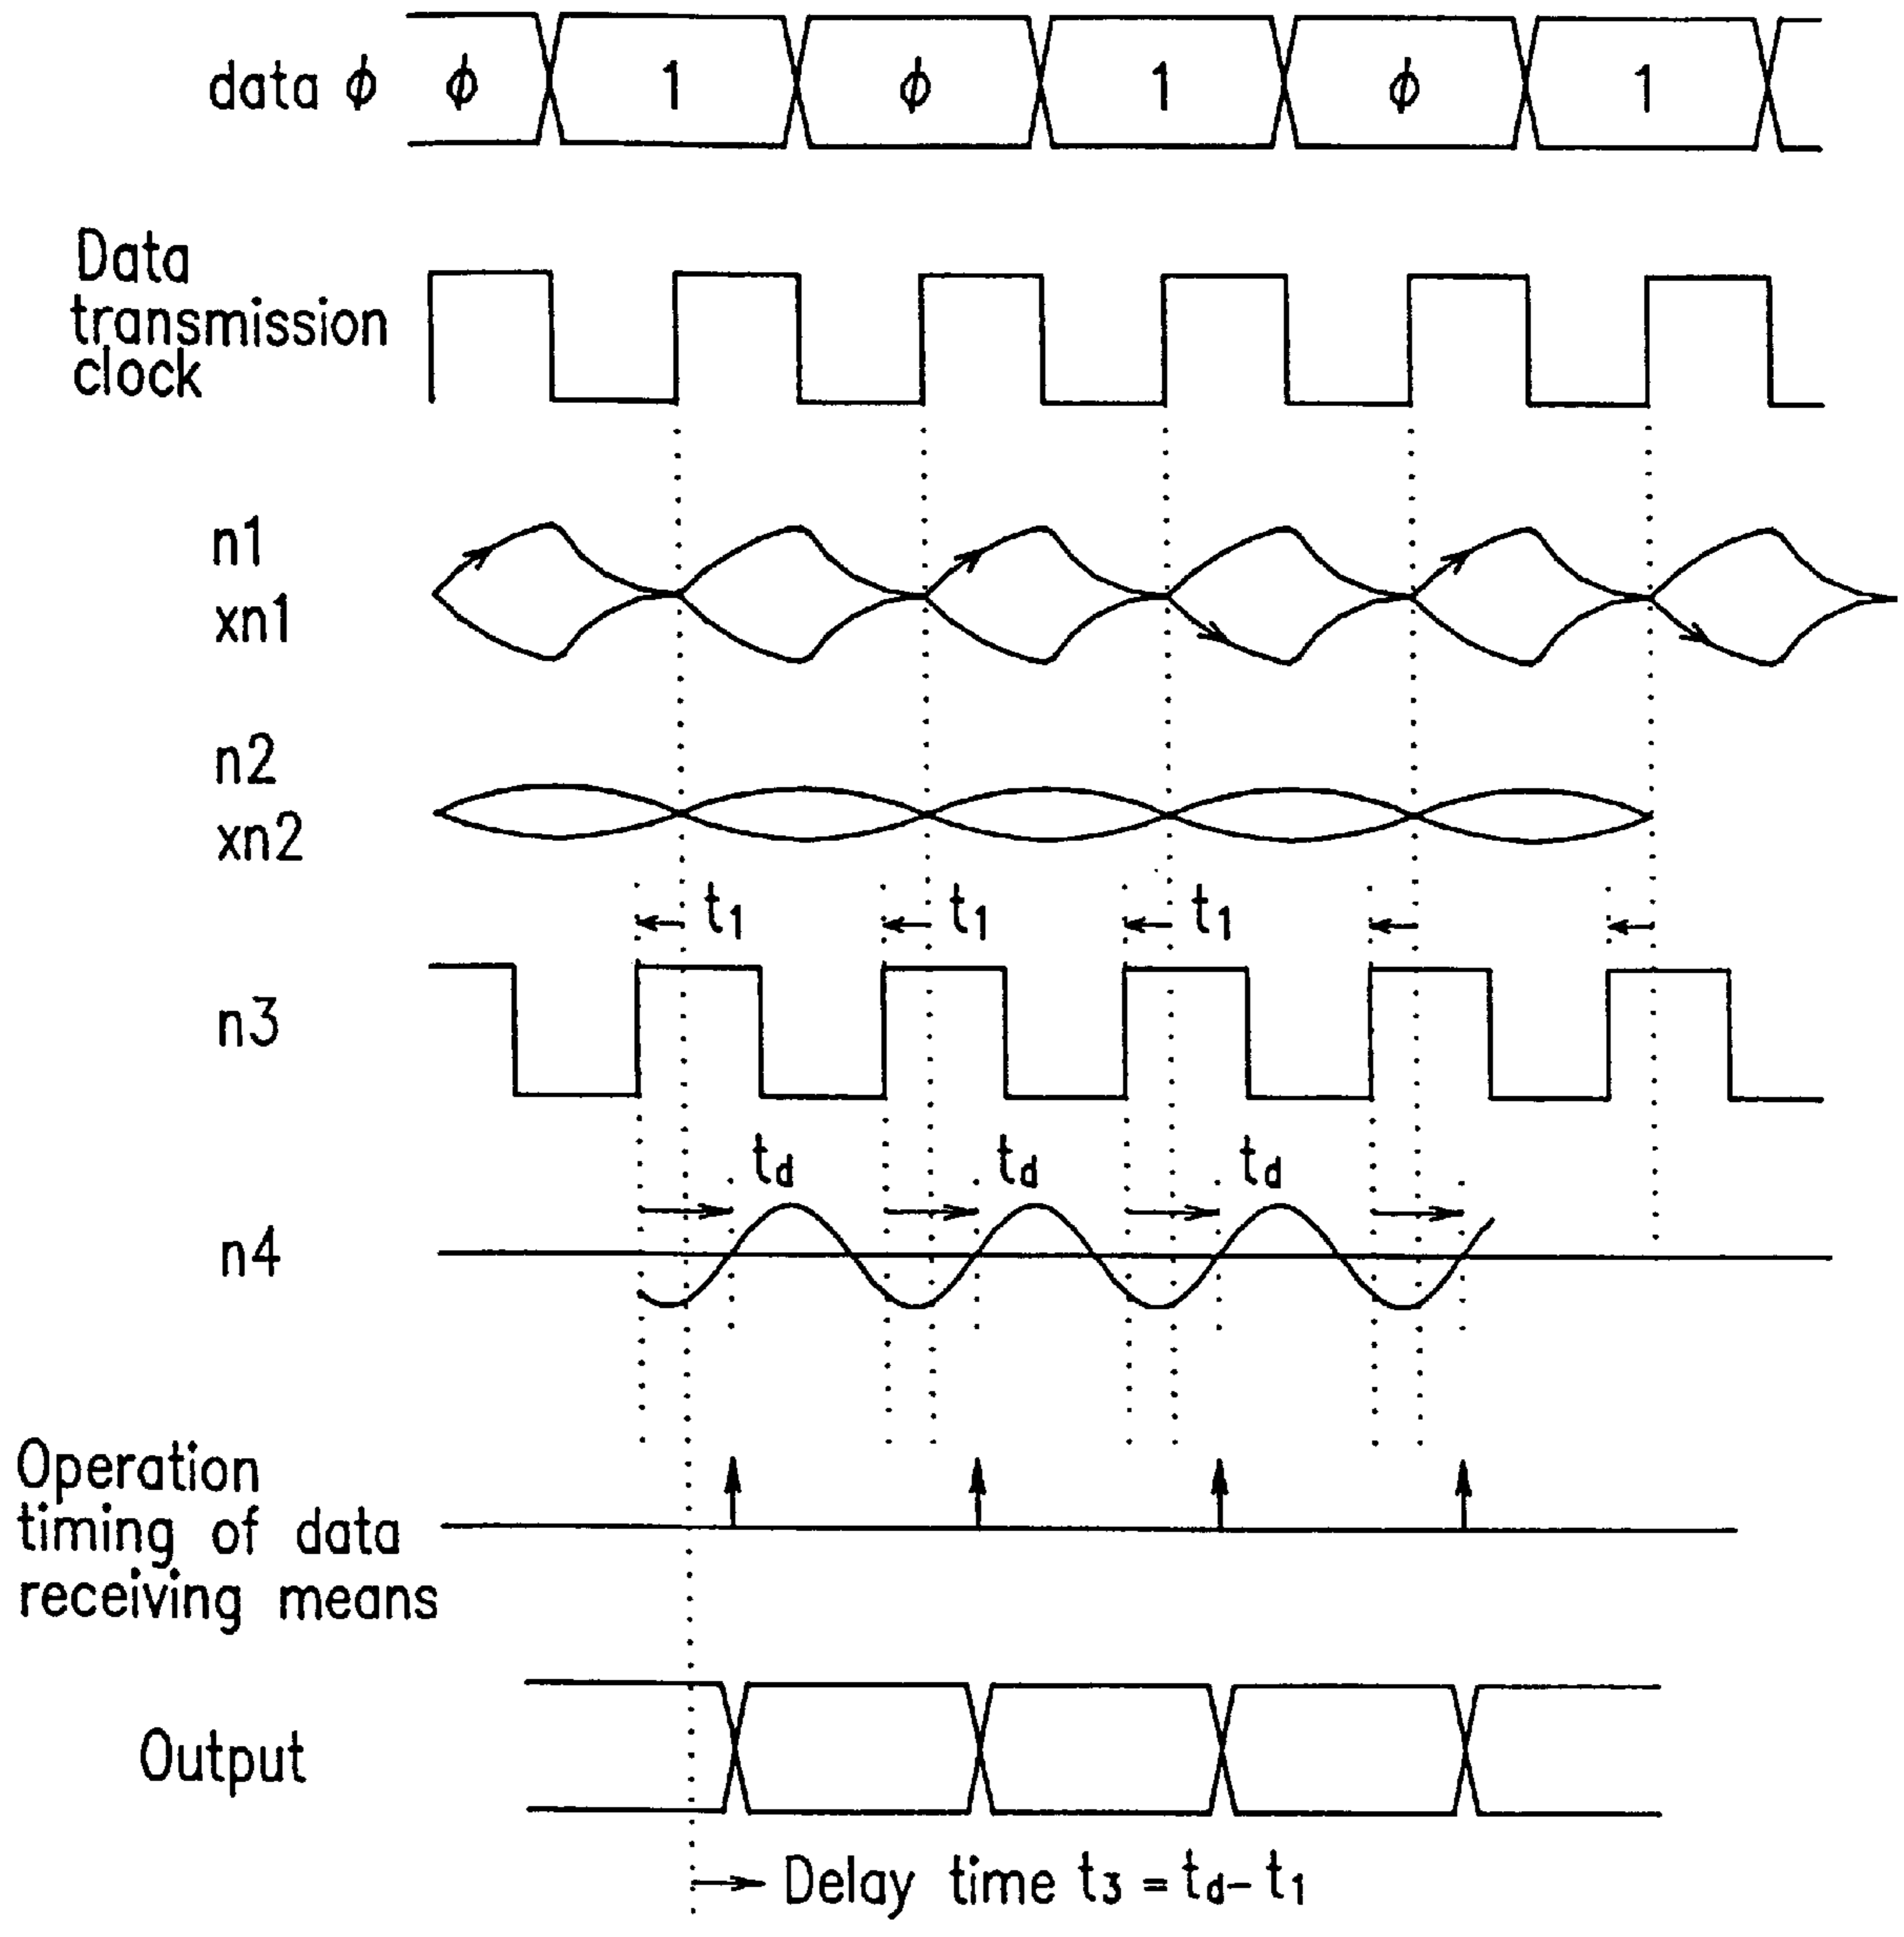 data ϕ ϕ 1 ϕ 1 ϕ 1
Data
transmission
clock
n1
xn1
n2
xn2
t1 t1 t1
n3
td td td
n4
Operation
timing of data
receiving means
Output
Delay time t3 = td- t1